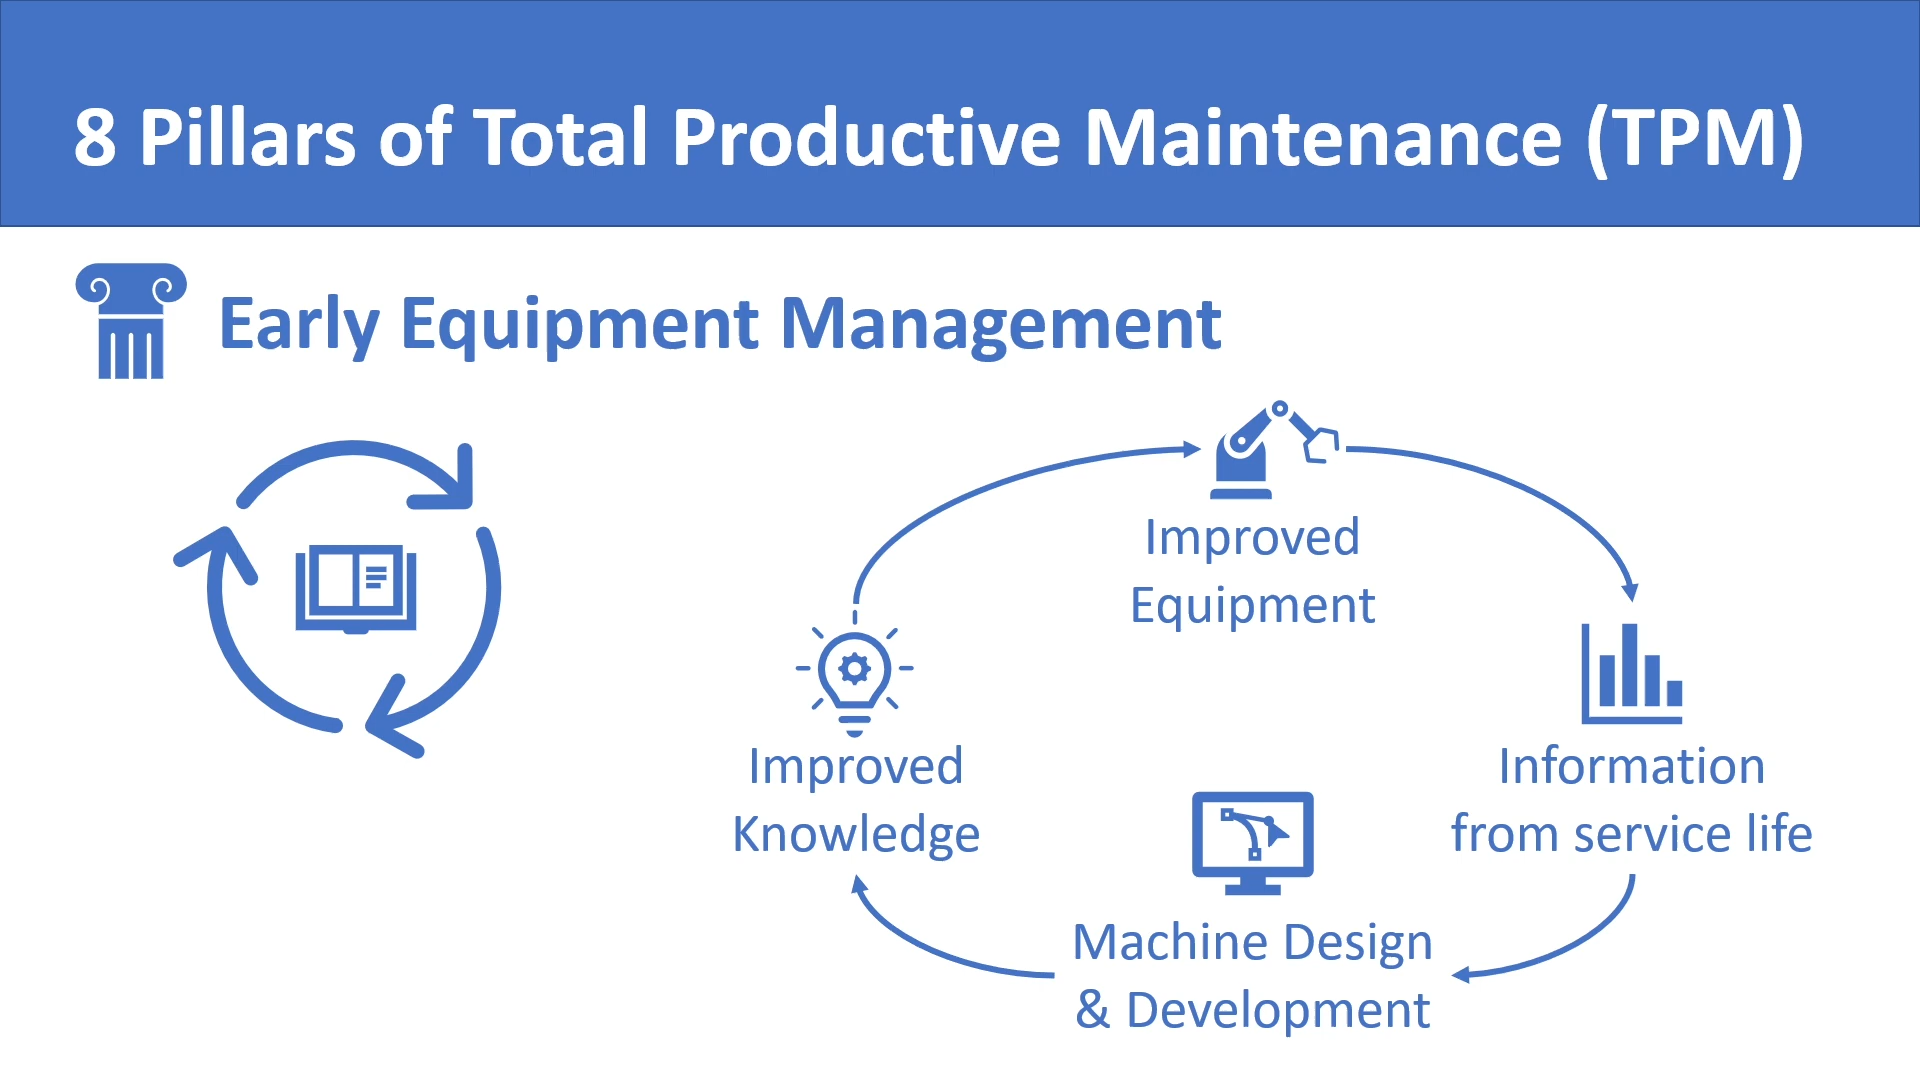 8 Pillars of Total Productive Maintenance (TPM)
Early Equipment Management
Improved
Equipment
Improved
Knowledge
Information
from service life
Machine Design
& Development